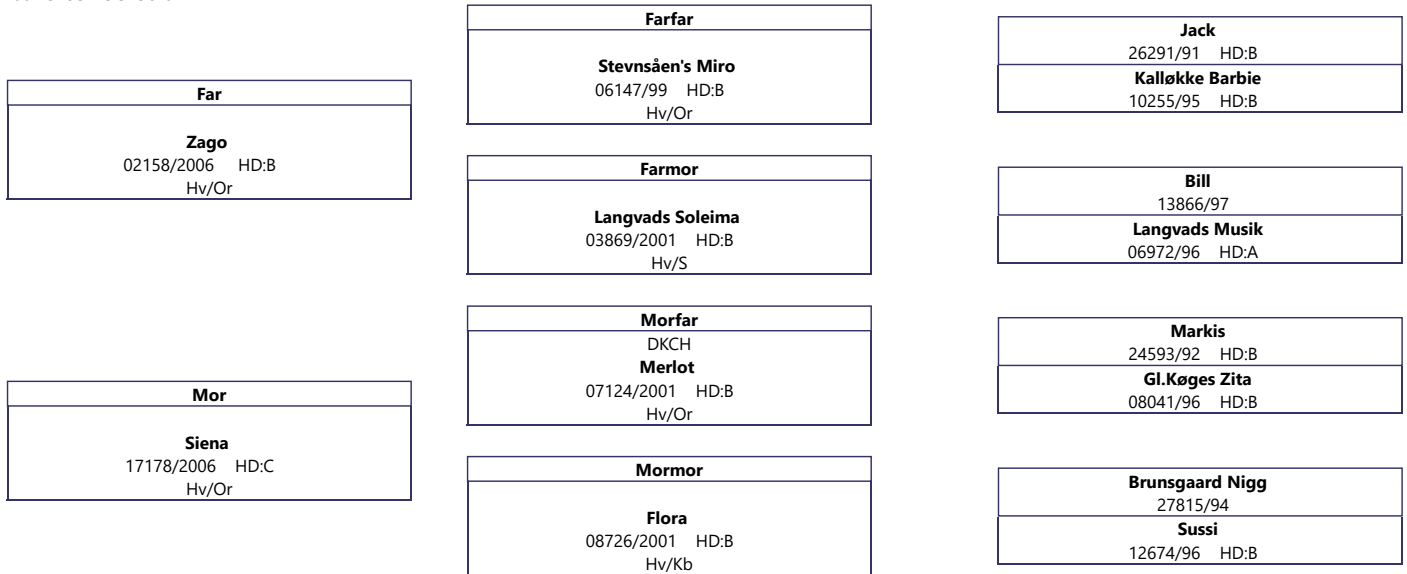 Far
Zago
02158/2006 HD:B
Hv/Or
Mor
Siena
17178/2006 HD:C
Hv/Or
Farfar
Stevnsåen's Miro
06147/99 HD:B
Hv/Or
Farmor
Langvads Soleima
03869/2001 HD:B
Hv/S
Morfar
DKCH
Merlot
07124/2001 HD:B
Hv/Or
Mormor
Flora
08726/2001 HD:B
Hv/Kb
Jack
26291/91 HD:B
Kalløkke Barbie
10255/95 HD:B
Bill
13866/97
Langvads Musik
06972/96 HD:A
Markis
24593/92 HD:B
Gl.Køges Zita
08041/96 HD:B
Brunsgaard Nigg
27815/94
Sussi
12674/96 HD:B